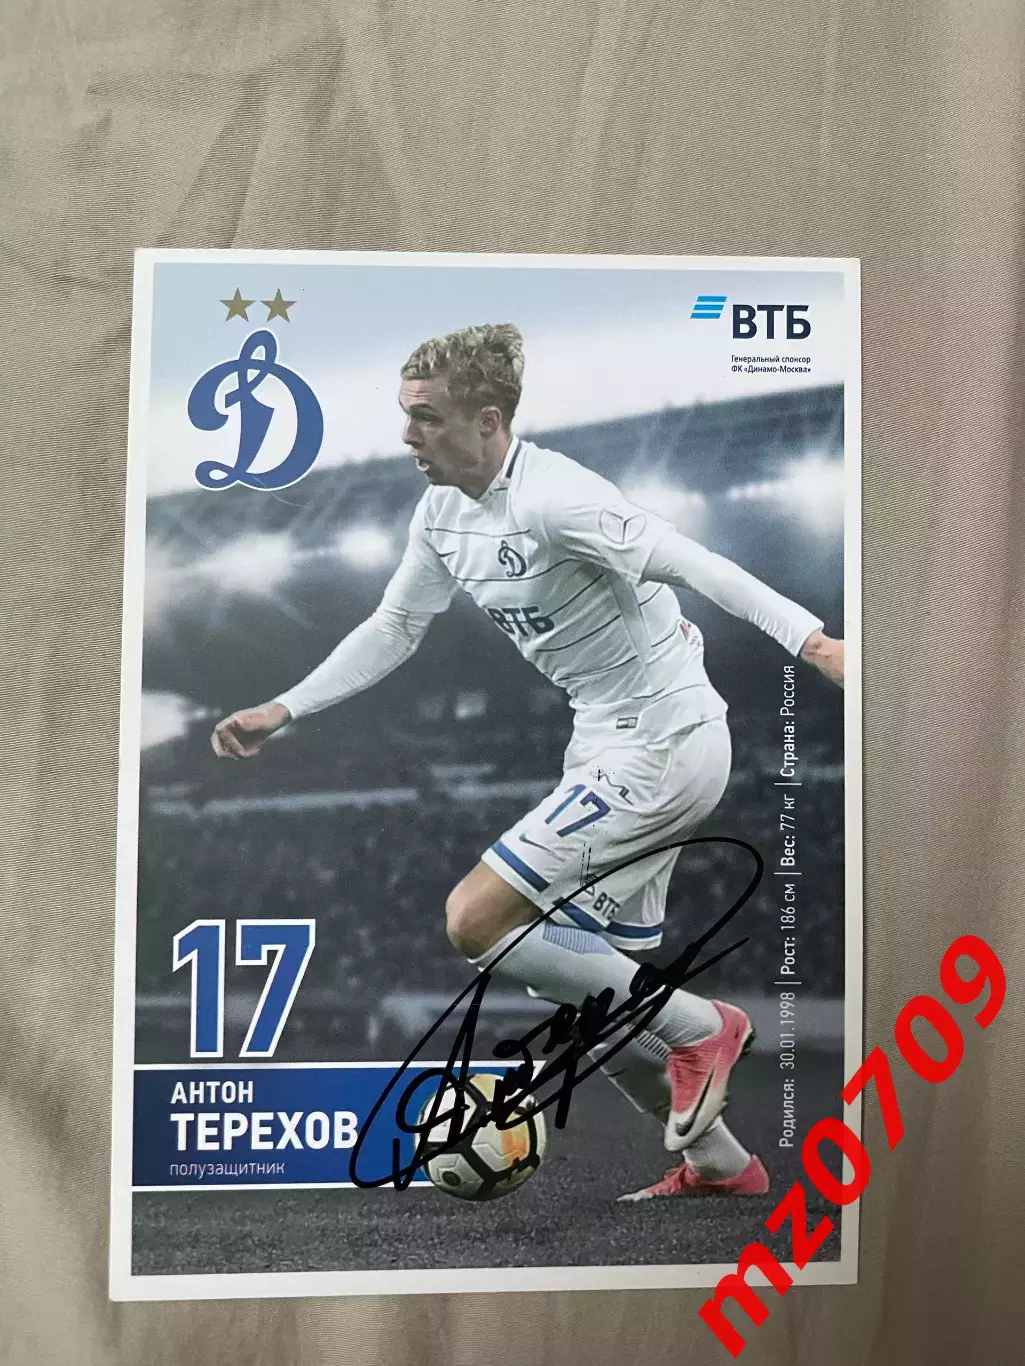 ВТБ
Генеральный спонсор
ФК «Динамо-Москва»
ВТБ
17
ВТБ
Родился: 30.01.1998 | Рост: 186 см | Вес: 77 кг | Страна: Россия
17
АНТОН
ТЕРЕХОВ
полузащитник
mz0709